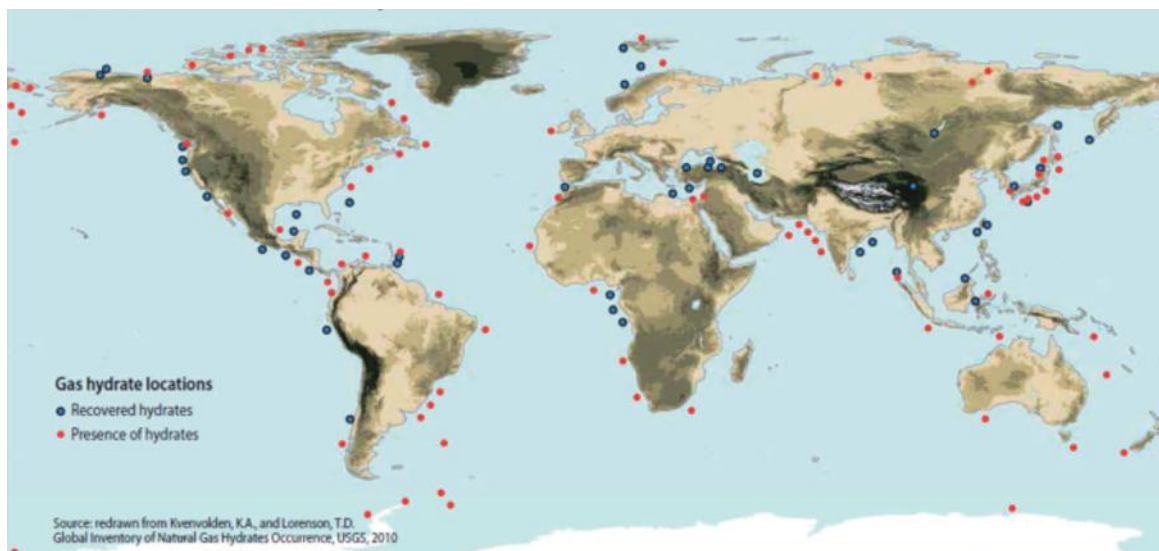 Gas hydrate locations
Recovered hydrates
Presence of hydrates
Source: redrawn from Kvenvolden, K.A., and Lorenson, T.D.
Global Inventory of Natural Gas Hydrates Occurrence, USGS, 2010